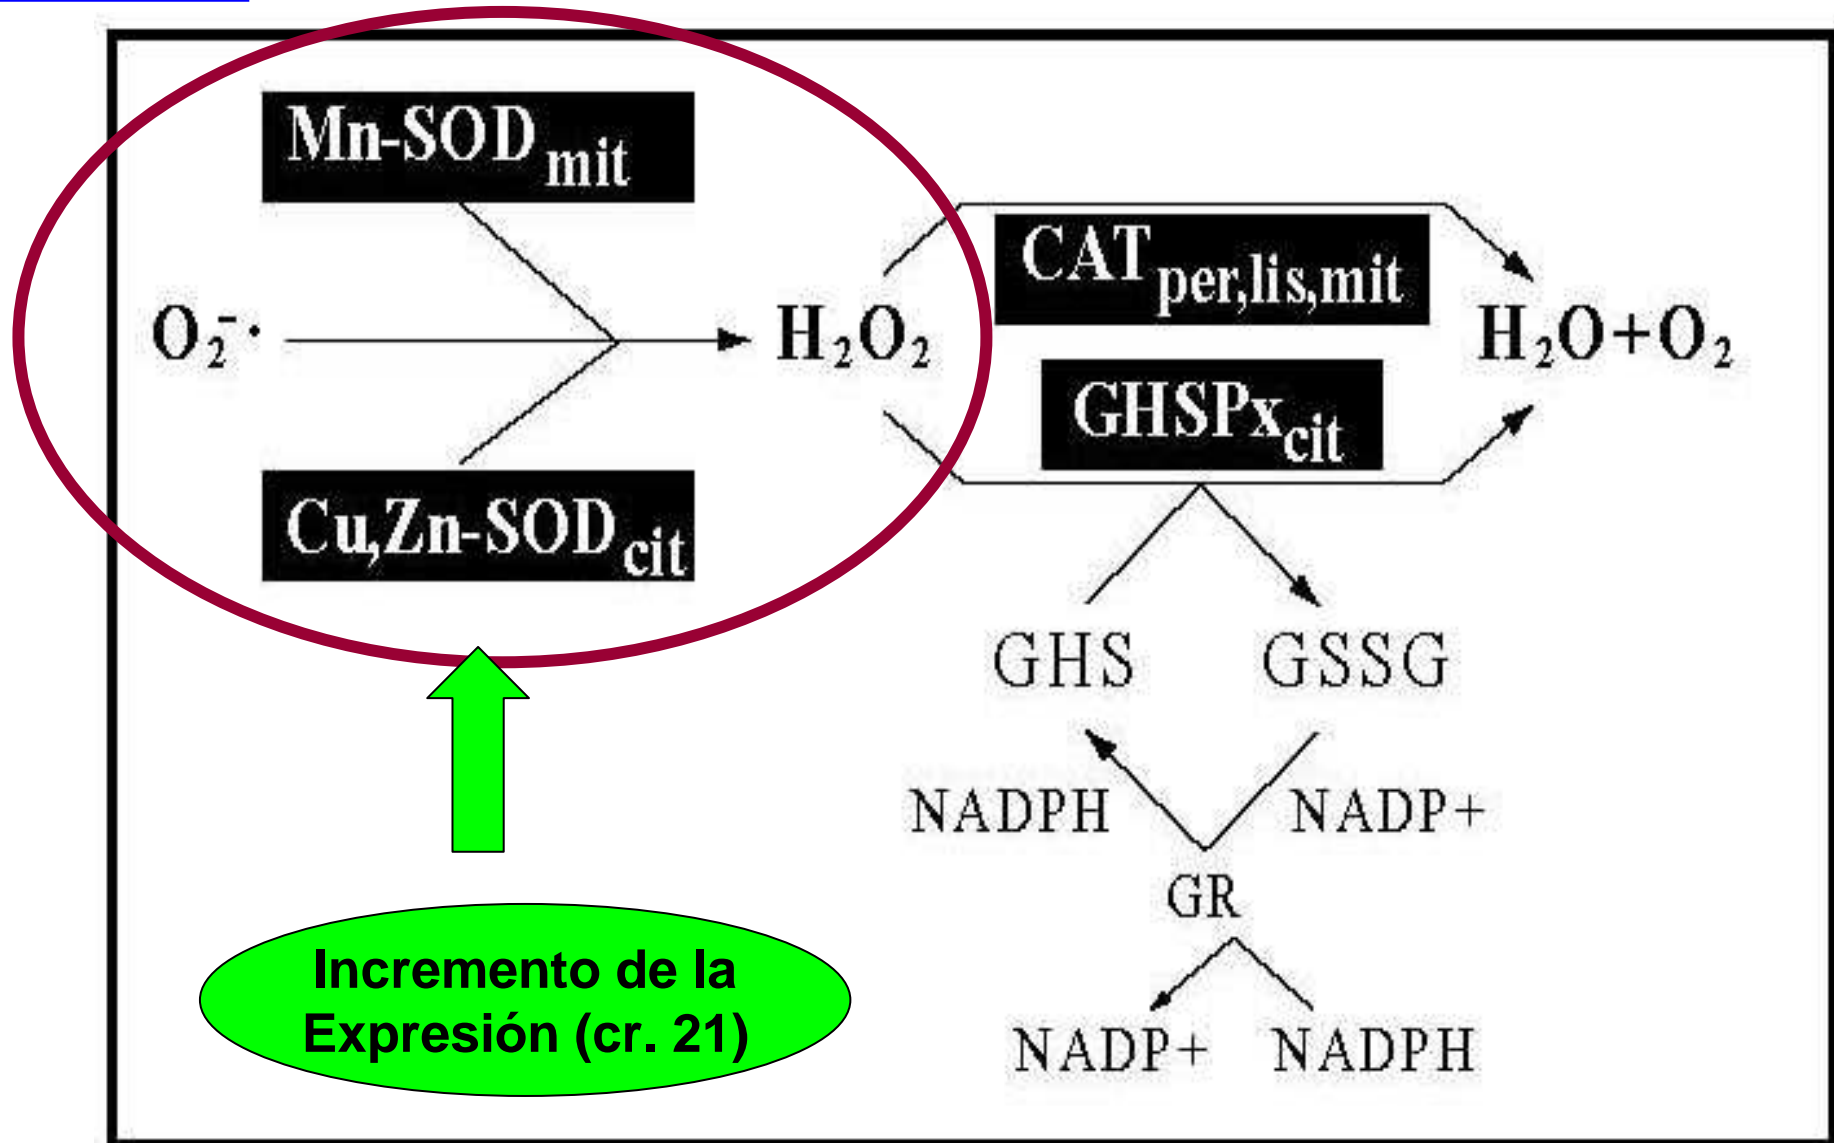 Mn-SOD mit
CAT per,lis,mit
O₂⁻· H₂O₂ H₂O+O₂
GHSPx cit
Cu,Zn-SOD cit
GHS GSSG
NADPH NADP+
GR
Incremento de la
Expresión (cr. 21)
NADP+ NADPH